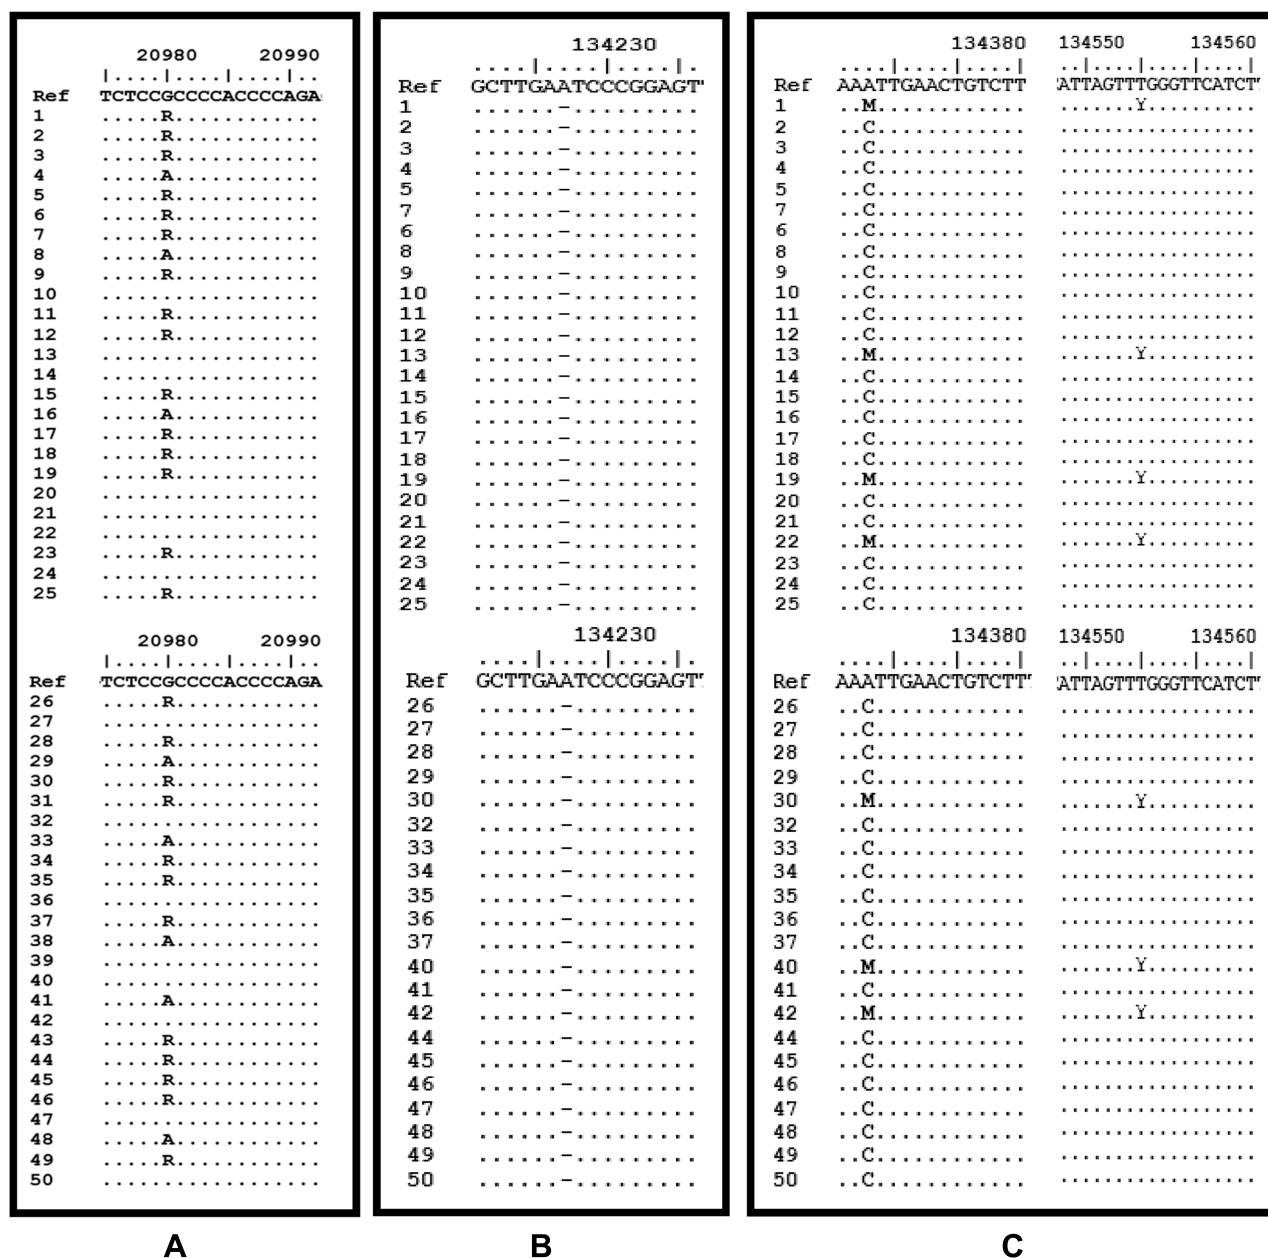 20980 20990
|....|....|....|..
Ref TCTCCGCCCCACCCCAGA
1 .....R............
2 .....R............
3 .....R............
4 .....A............
5 .....R............
6 .....R............
7 .....R............
8 .....A............
9 .....R............
10 ..................
11 .....R............
12 .....R............
13 ..................
14 ..................
15 .....R............
16 .....A............
17 .....R............
18 .....R............
19 .....R............
20 ..................
21 ..................
22 ..................
23 .....R............
24 ..................
25 .....R............
20980 20990
|....|....|....|..
Ref TCTCCGCCCCACCCCAGA
26 .....R............
27 ..................
28 .....R............
29 .....A............
30 .....R............
31 .....R............
32 ..................
33 .....A............
34 .....R............
35 .....R............
36 ..................
37 .....R............
38 .....A............
39 ..................
40 ..................
41 .....A............
42 ..................
43 .....R............
44 .....R............
45 .....R............
46 .....R............
47 ..................
48 .....A............
49 .....R............
50 ..................
A
134230
....|....|....|.
Ref GCTTGAATCCCGGAGT
1 ......-.........
2 ......-.........
3 ......-.........
4 ......-.........
5 ......-.........
7 ......-.........
6 ......-.........
8 ......-.........
9 ......-.........
10 ......-.........
11 ......-.........
12 ......-.........
13 ......-.........
14 ......-.........
15 ......-.........
16 ......-.........
17 ......-.........
18 ......-.........
19 ......-.........
20 ......-.........
21 ......-.........
22 ......-.........
23 ......-.........
24 ......-.........
25 ......-.........
134230
....|....|....|.
Ref GCTTGAATCCCGGAGT
26 ......-.........
27 ......-.........
28 ......-.........
29 ......-.........
30 ......-.........
32 ......-.........
33 ......-.........
34 ......-.........
35 ......-.........
36 ......-.........
37 ......-.........
40 ......-.........
41 ......-.........
42 ......-.........
44 ......-.........
45 ......-.........
46 ......-.........
47 ......-.........
48 ......-.........
49 ......-.........
50 ......-.........
B
134380 134550 134560
....|....|....| ..|....|....|....|
Ref AAATTGAACTGTCTT ATTAGTTTGGGTTCATCT
1 ..M............ .......Y..........
2 ..C............ ..................
3 ..C............ ..................
4 ..C............ ..................
5 ..C............ ..................
7 ..C............ ..................
6 ..C............ ..................
8 ..C............ ..................
9 ..C............ ..................
10 ..C............ ..................
11 ..C............ ..................
12 ..C............ ..................
13 ..M............ .......Y..........
14 ..C............ ..................
15 ..C............ ..................
16 ..C............ ..................
17 ..C............ ..................
18 ..C............ ..................
19 ..M............ .......Y..........
20 ..C............ ..................
21 ..C............ ..................
22 ..M............ .......Y..........
23 ..C............ ..................
24 ..C............ ..................
25 ..C............ ..................
134380 134550 134560
....|....|....| ..|....|....|....|
Ref AAATTGAACTGTCTT ATTAGTTTGGGTTCATCT
26 ..C............ ..................
27 ..C............ ..................
28 ..C............ ..................
29 ..C............ ..................
30 ..M............ .......Y..........
32 ..C............ ..................
33 ..C............ ..................
34 ..C............ ..................
35 ..C............ ..................
36 ..C............ ..................
37 ..C............ ..................
40 ..M............ .......Y..........
41 ..C............ ..................
42 ..M............ .......Y..........
44 ..C............ ..................
45 ..C............ ..................
46 ..C............ ..................
47 ..C............ ..................
48 ..C............ ..................
49 ..C............ ..................
50 ..C............ ..................
C